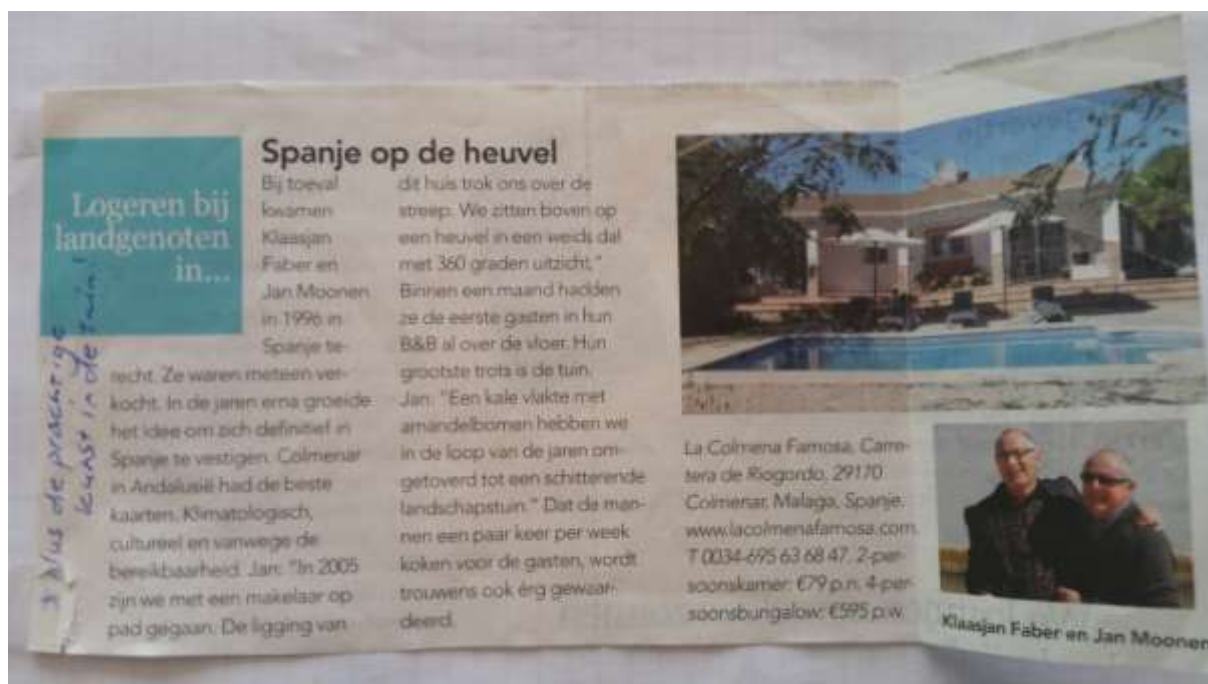 Logeren bij
landgenoten
in...
Spanje op de heuvel
Bij toeval
kwamen
Klaasjan
Faber en
Jan Moonen
in 1996 in
Spanje te-
recht. Ze waren meteen ver-
kocht. In de jaren erna groeide
het idee om zich definitief in
Spanje te vestigen. Colmenar
in Andalusië had de beste
kaarten. Klimatologisch,
cultureel en vanwege de
bereikbaarheid. Jan: "In 2005
zijn we met een makelaar op
pad gegaan. De ligging van
dit huis trok ons over de
streep. We zitten boven op
een heuvel in een weids dal
met 360 graden uitzicht."
Binnen een maand hadden
ze de eerste gasten in hun
B&B al over de vloer. Hun
grootste trots is de tuin.
Jan: "Een kale vlakte met
amandelbomen hebben we
in de loop van de jaren om-
getoverd tot een schitterende
landschapstuin." Dat de man-
nen een paar keer per week
koken voor de gasten, wordt
trouwens ook érg gewaar-
deerd.
La Colmena Famosa, Carre-
tera de Riogordo, 29170
Colmenar, Malaga, Spanje.
www.lacolmenafamosa.com.
T 0034-695 63 68 47. 2-per-
soonskamer: €79 p.n. 4-per-
soonsbungalow: €595 p.w.
Klaasjan Faber en Jan Moonen
plus de prachtige
kunst in de tuin!